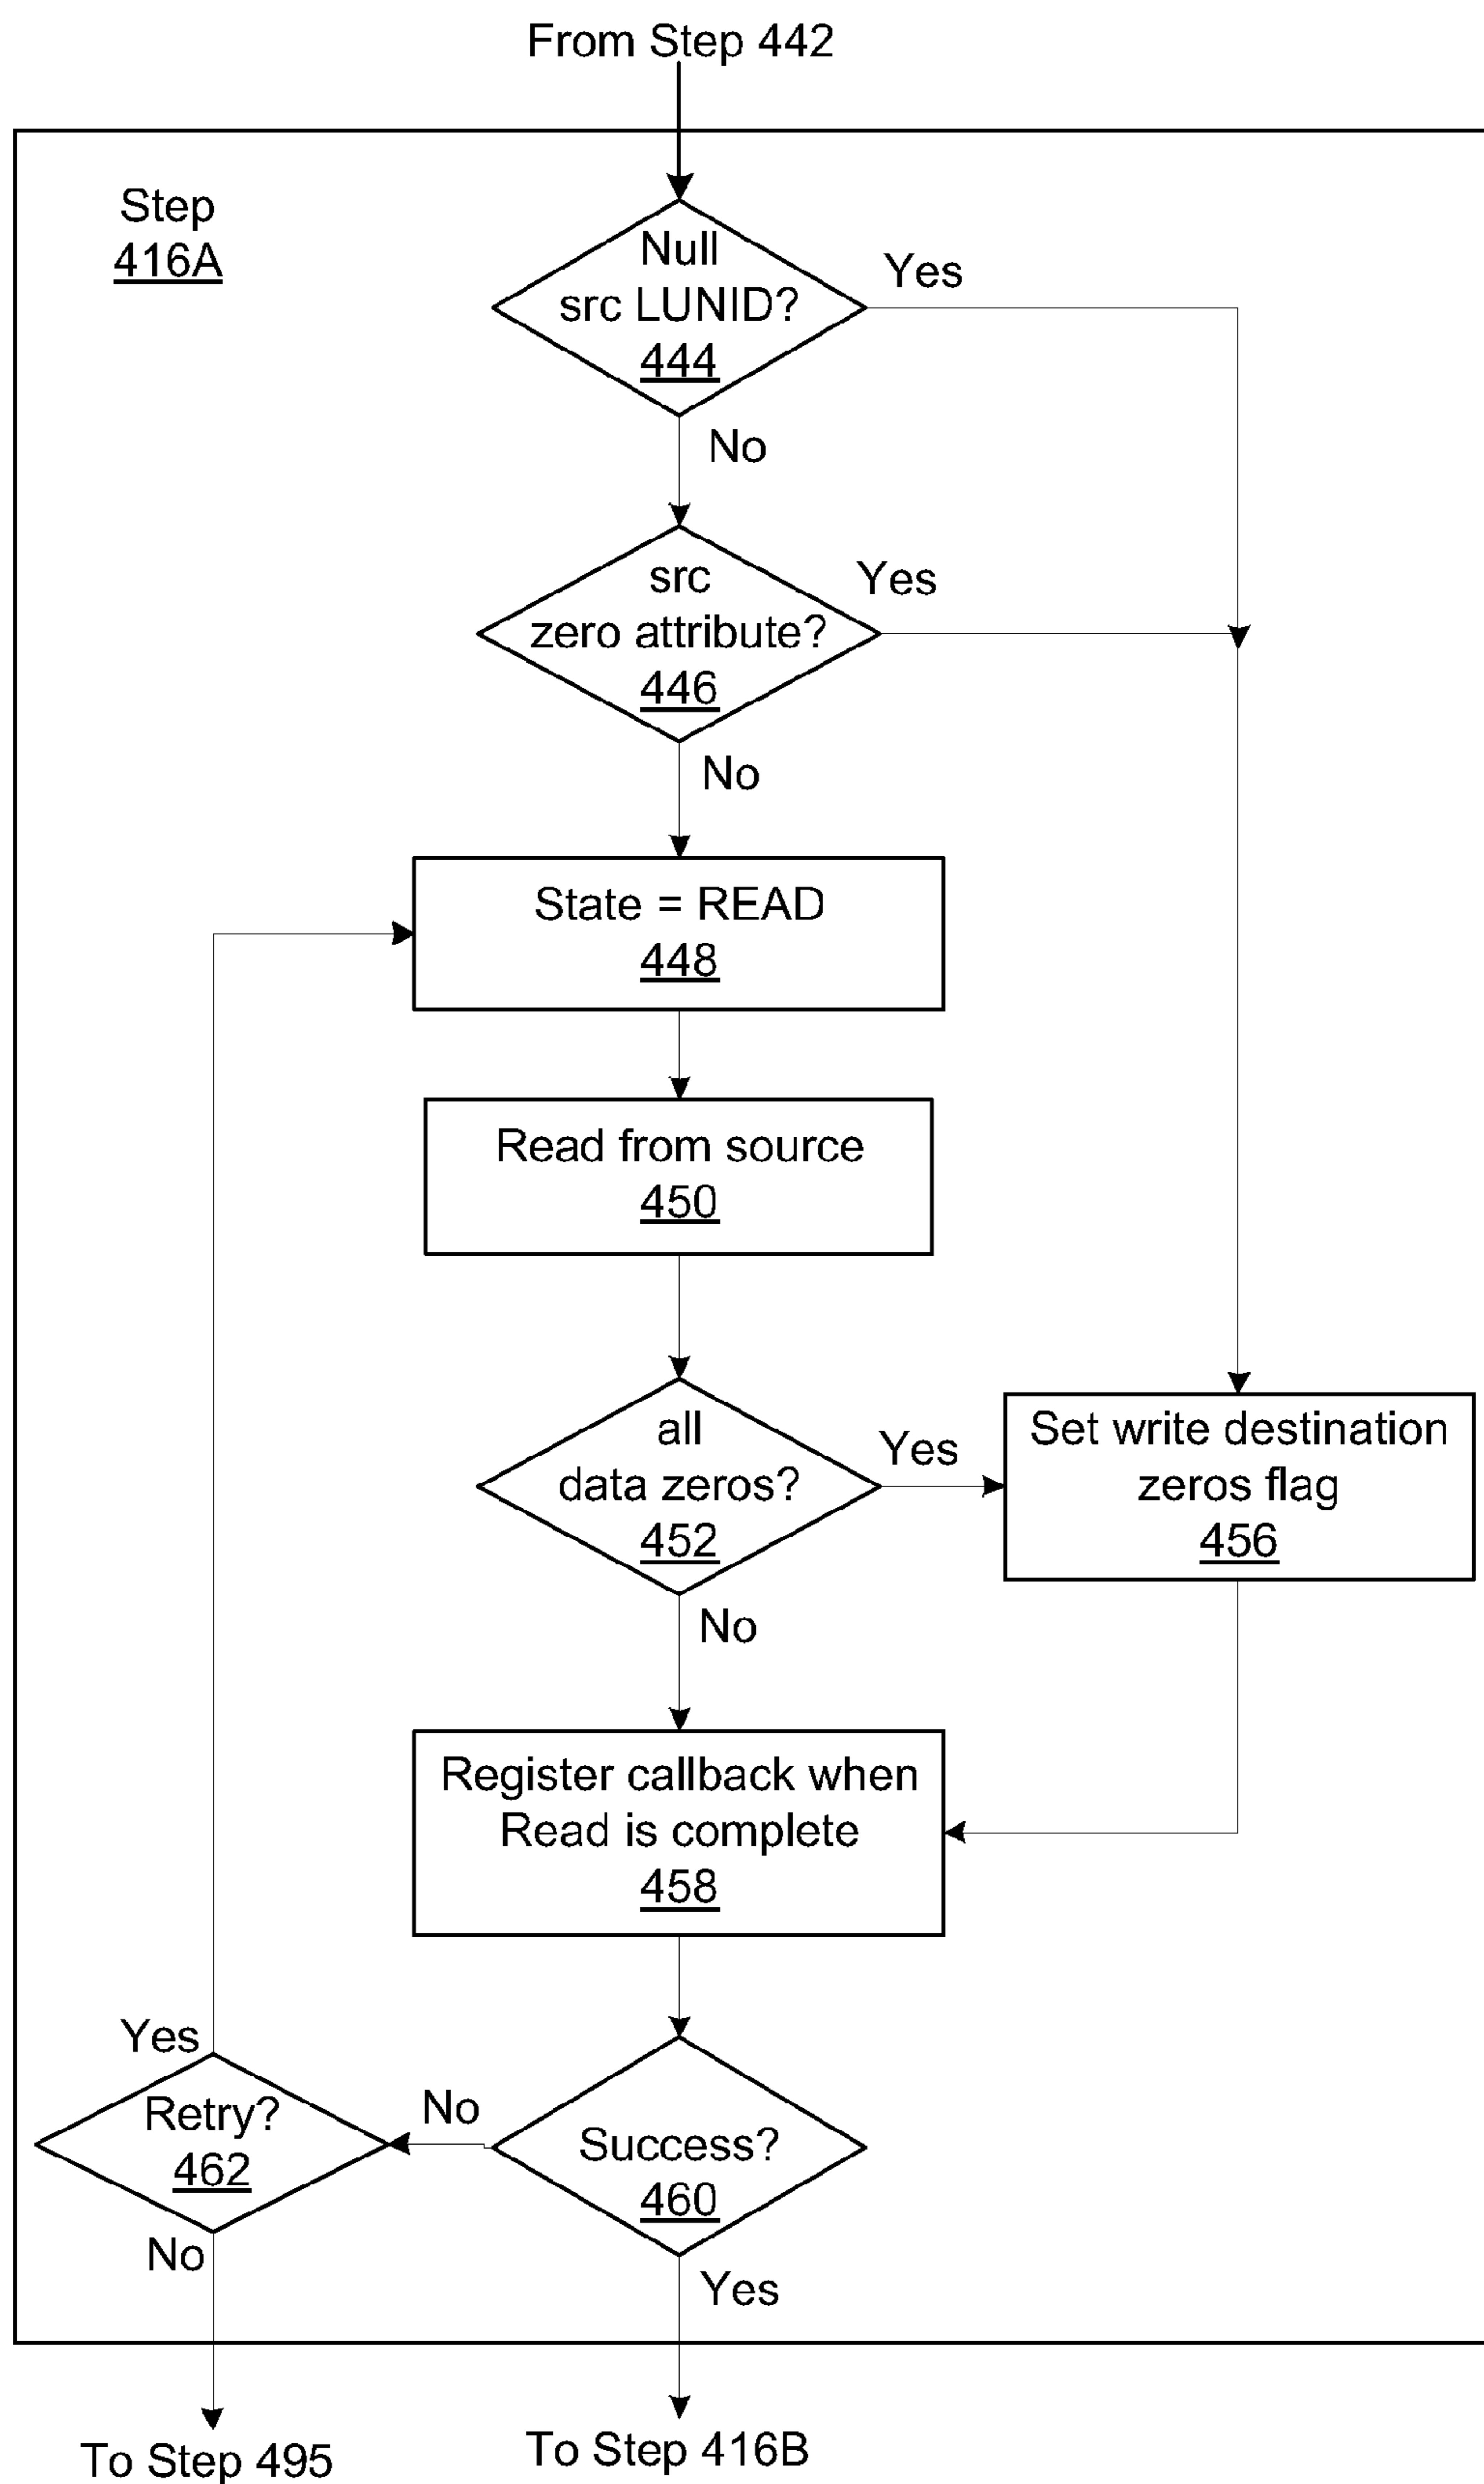 From Step 442
Step
416A
Null
src LUNID?
444
Yes
No
src
zero attribute?
446
Yes
No
State = READ
448
Read from source
450
all
data zeros?
452
Yes
Set write destination
zeros flag
456
No
Register callback when
Read is complete
458
Yes
Retry?
462
No
Success?
460
No
Yes
To Step 495
To Step 416B